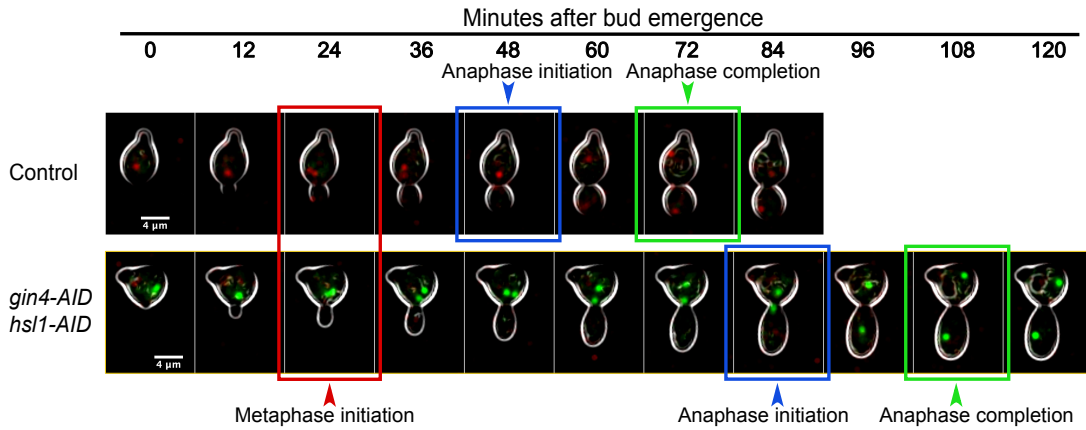 Minutes after bud emergence
0 12 24 36 48 60 72 84 96 108 120
Anaphase initiation Anaphase completion
Control
4 µm
gin4-AID
hsl1-AID
4 µm
Metaphase initiation Anaphase initiation Anaphase completion